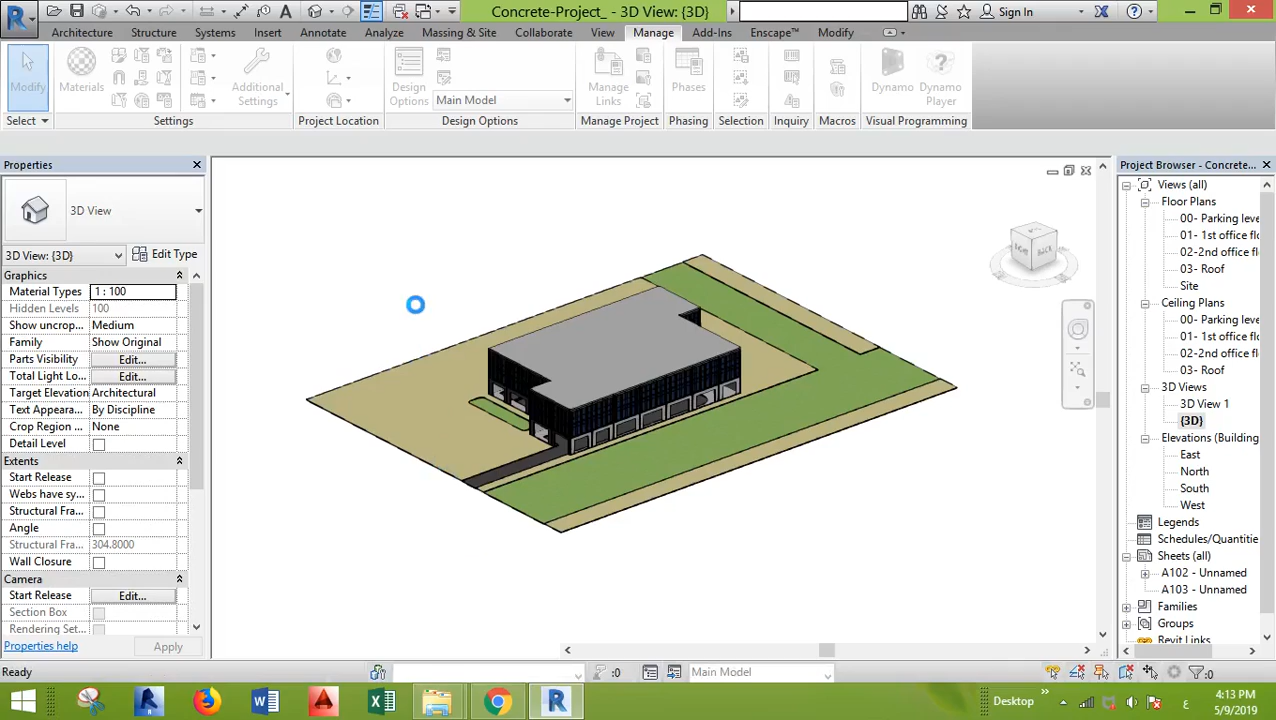 Concrete-Project_ - 3D View: {3D}
Sign In
Architecture Structure Systems Insert Annotate Analyze Massing & Site Collaborate View Manage Add-Ins Enscape™ Modify
Modify
Materials
Additional
Settings
Design
Options
Main Model
Manage
Links
Phases
Dynamo
Dynamo
Player
Select
Settings
Project Location
Design Options
Manage Project
Phasing
Selection
Inquiry
Macros
Visual Programming
Properties
3D View
3D View: {3D}
Edit Type
Graphics
Material Types 1 : 100
Hidden Levels 100
Show uncrop... Medium
Family Show Original
Parts Visibility Edit...
Total Light Lo... Edit...
Target Elevation Architectural
Text Appeara... By Discipline
Crop Region ... None
Detail Level
Extents
Start Release
Webs have sy...
Structural Fra...
Angle
Structural Fra... 304.8000
Wall Closure
Camera
Start Release Edit...
Section Box
Rendering Set...
Properties help
Apply
BACK
Project Browser - Concrete...
Views (all)
Floor Plans
00- Parking leve
01- 1st office flo
02-2nd office fl
03- Roof
Site
Ceiling Plans
00- Parking leve
01- 1st office flo
02-2nd office fl
03- Roof
3D Views
3D View 1
{3D}
Elevations (Building
East
North
South
West
Legends
Schedules/Quantitie
Sheets (all)
A102 - Unnamed
A103 - Unnamed
Families
Groups
Revit Links
Ready
:0
Main Model
:0
Desktop
4:13 PM
5/9/2019